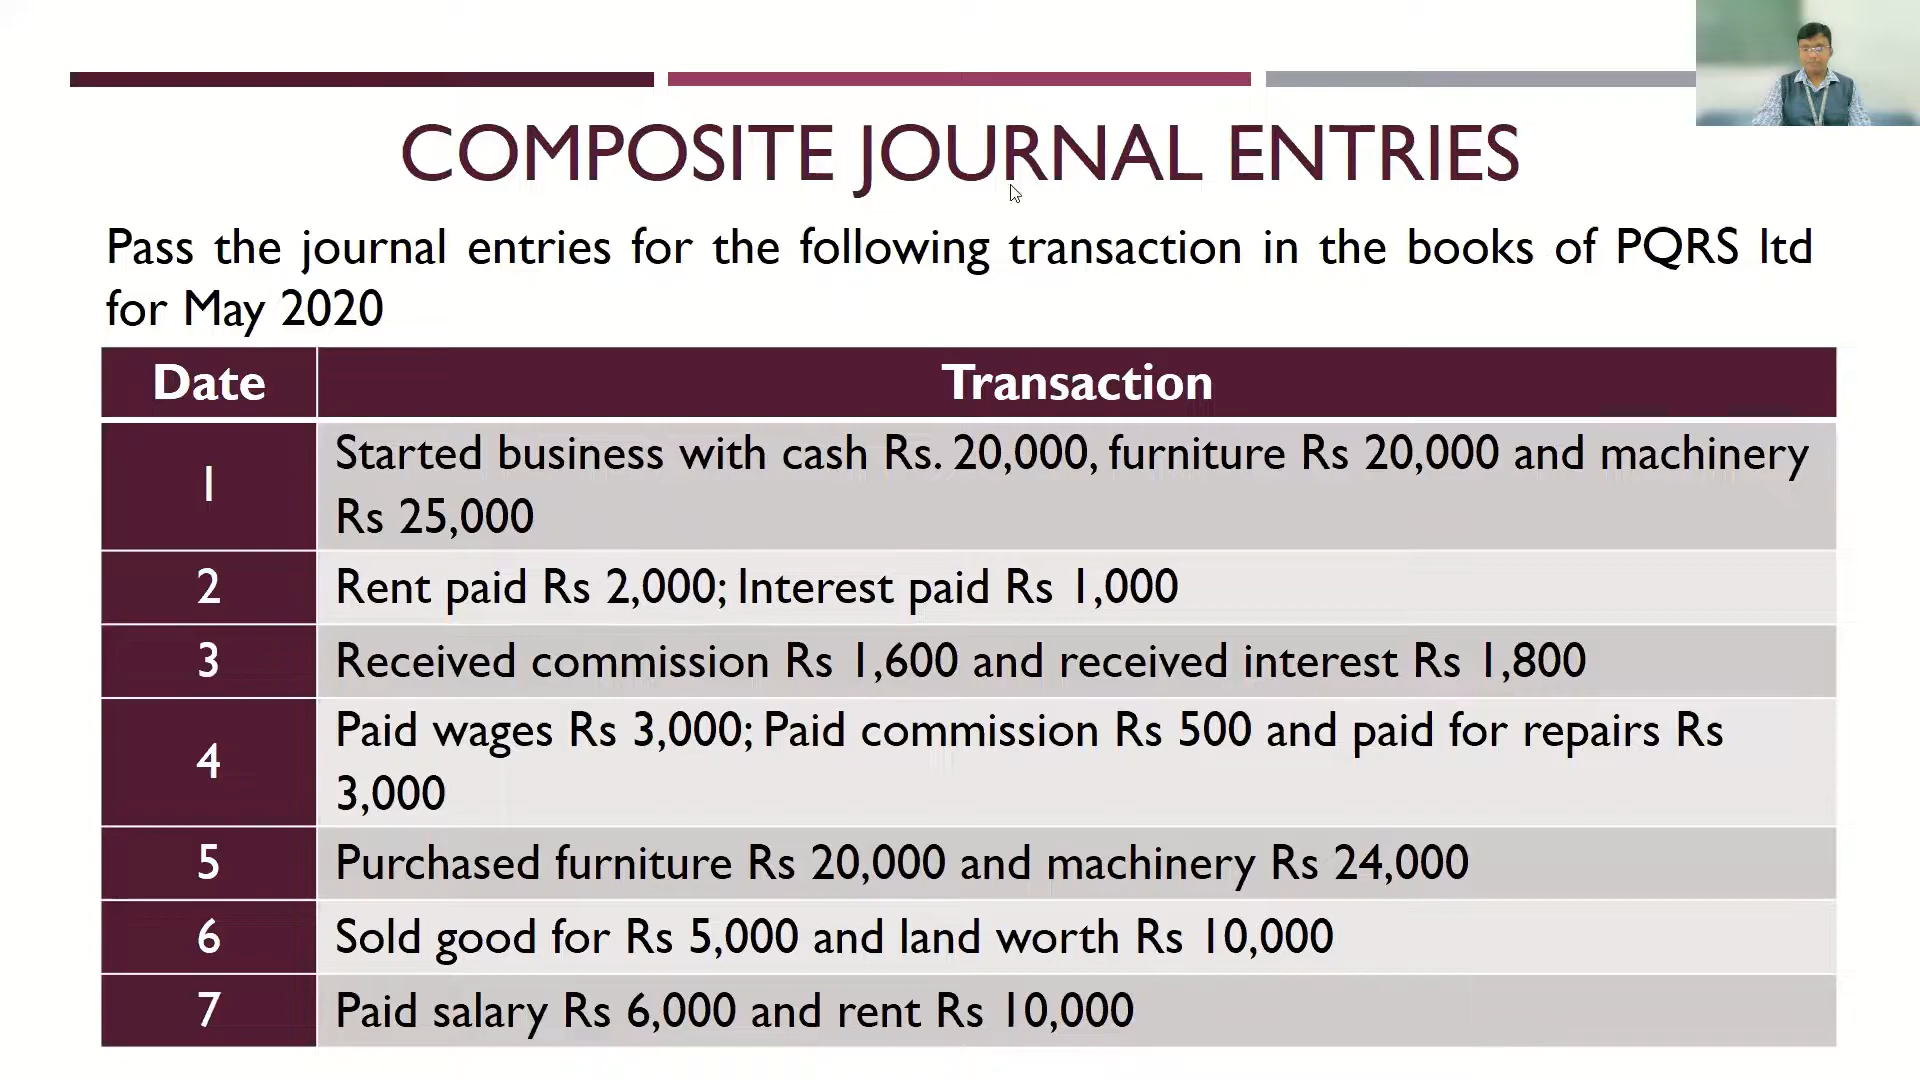 COMPOSITE JOURNAL ENTRIES
Pass the journal entries for the following transaction in the books of PQRS ltd
for May 2020
Date Transaction
1 Started business with cash Rs. 20,000, furniture Rs 20,000 and machinery
Rs 25,000
2 Rent paid Rs 2,000; Interest paid Rs 1,000
3 Received commission Rs 1,600 and received interest Rs 1,800
4 Paid wages Rs 3,000; Paid commission Rs 500 and paid for repairs Rs
3,000
5 Purchased furniture Rs 20,000 and machinery Rs 24,000
6 Sold good for Rs 5,000 and land worth Rs 10,000
7 Paid salary Rs 6,000 and rent Rs 10,000